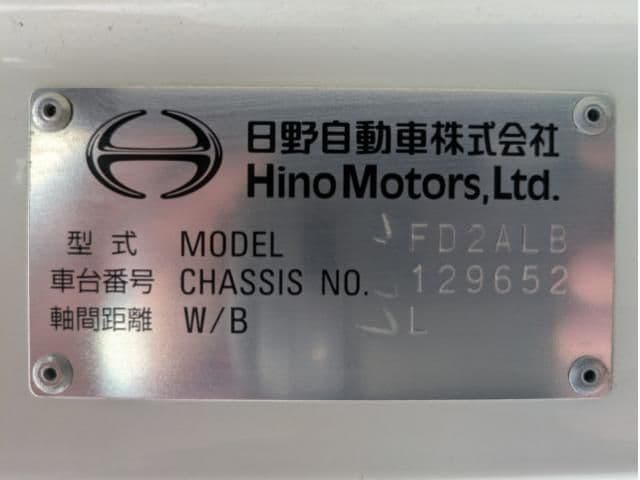 日野自動車株式会社
Hino Motors, Ltd.
型式 MODEL FD2ALB
車台番号 CHASSIS NO. 129652
軸間距離 W/B L